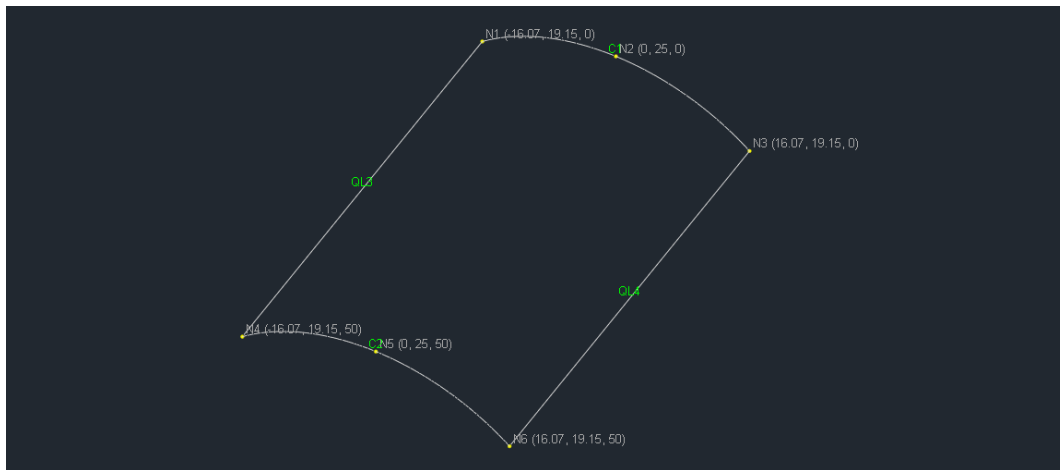 N1 (-16.07, 19.15, 0)
C1
N2 (0, 25, 0)
N3 (16.07, 19.15, 0)
QL3
QL4
N4 (-16.07, 19.15, 50)
C2
N5 (0, 25, 50)
N6 (16.07, 19.15, 50)